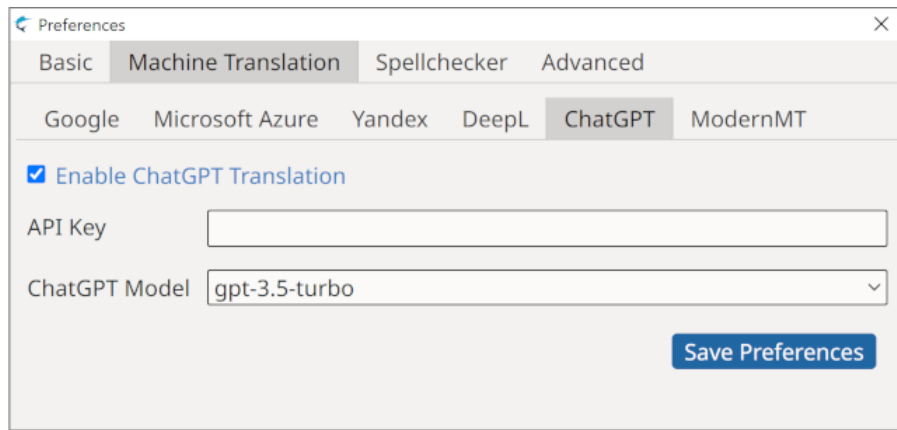 Preferences
Basic Machine Translation Spellchecker Advanced
Google Microsoft Azure Yandex DeepL ChatGPT ModernMT
Enable ChatGPT Translation
API Key
ChatGPT Model gpt-3.5-turbo
Save Preferences